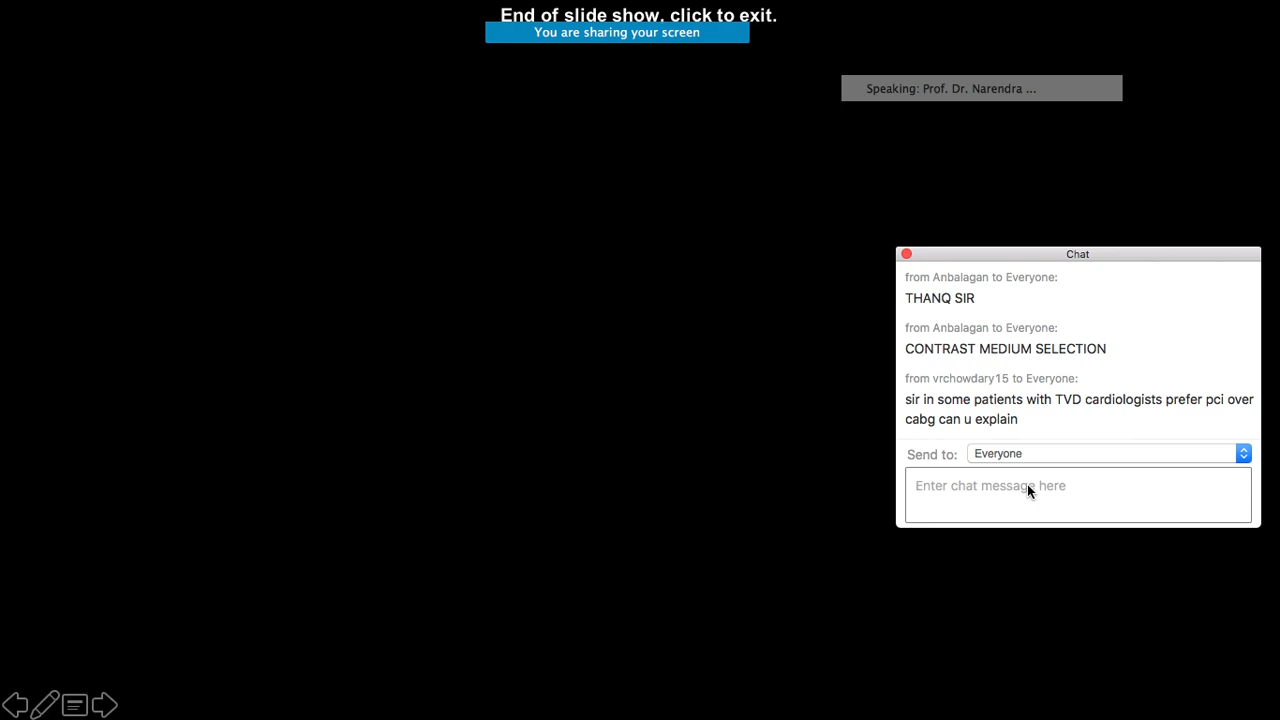 End of slide show, click to exit.
You are sharing your screen
Speaking: Prof. Dr. Narendra ...
Chat
from Anbalagan to Everyone:
THANQ SIR
from Anbalagan to Everyone:
CONTRAST MEDIUM SELECTION
from vrchowdary15 to Everyone:
sir in some patients with TVD cardiologists prefer pci over
cabg can u explain
Send to: Everyone
Enter chat message here